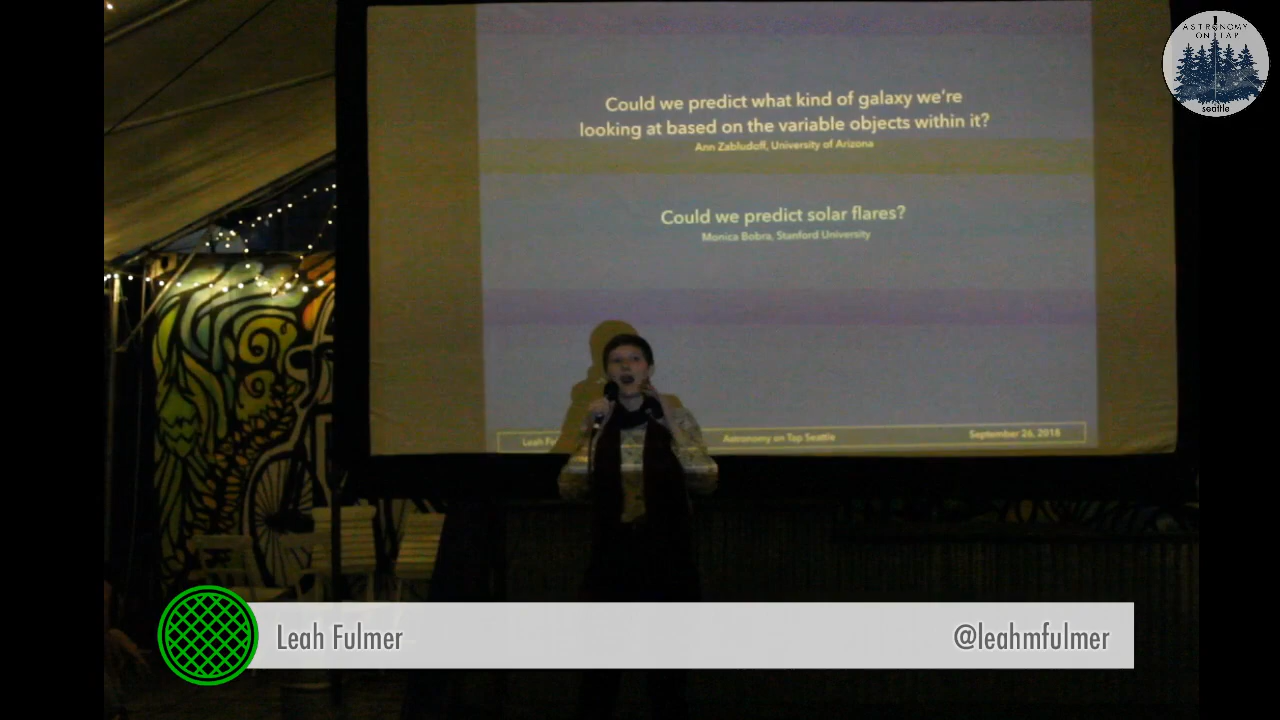 ASTRONOMY
ON TAP
seattle
Could we predict what kind of galaxy we're
looking at based on the variable objects within it?
Ann Zabludoff, University of Arizona
Could we predict solar flares?
Monica Bobra, Stanford University
Leah
Astronomy on Tap Seattle
September 26, 2018
Leah Fulmer
@leahmfulmer